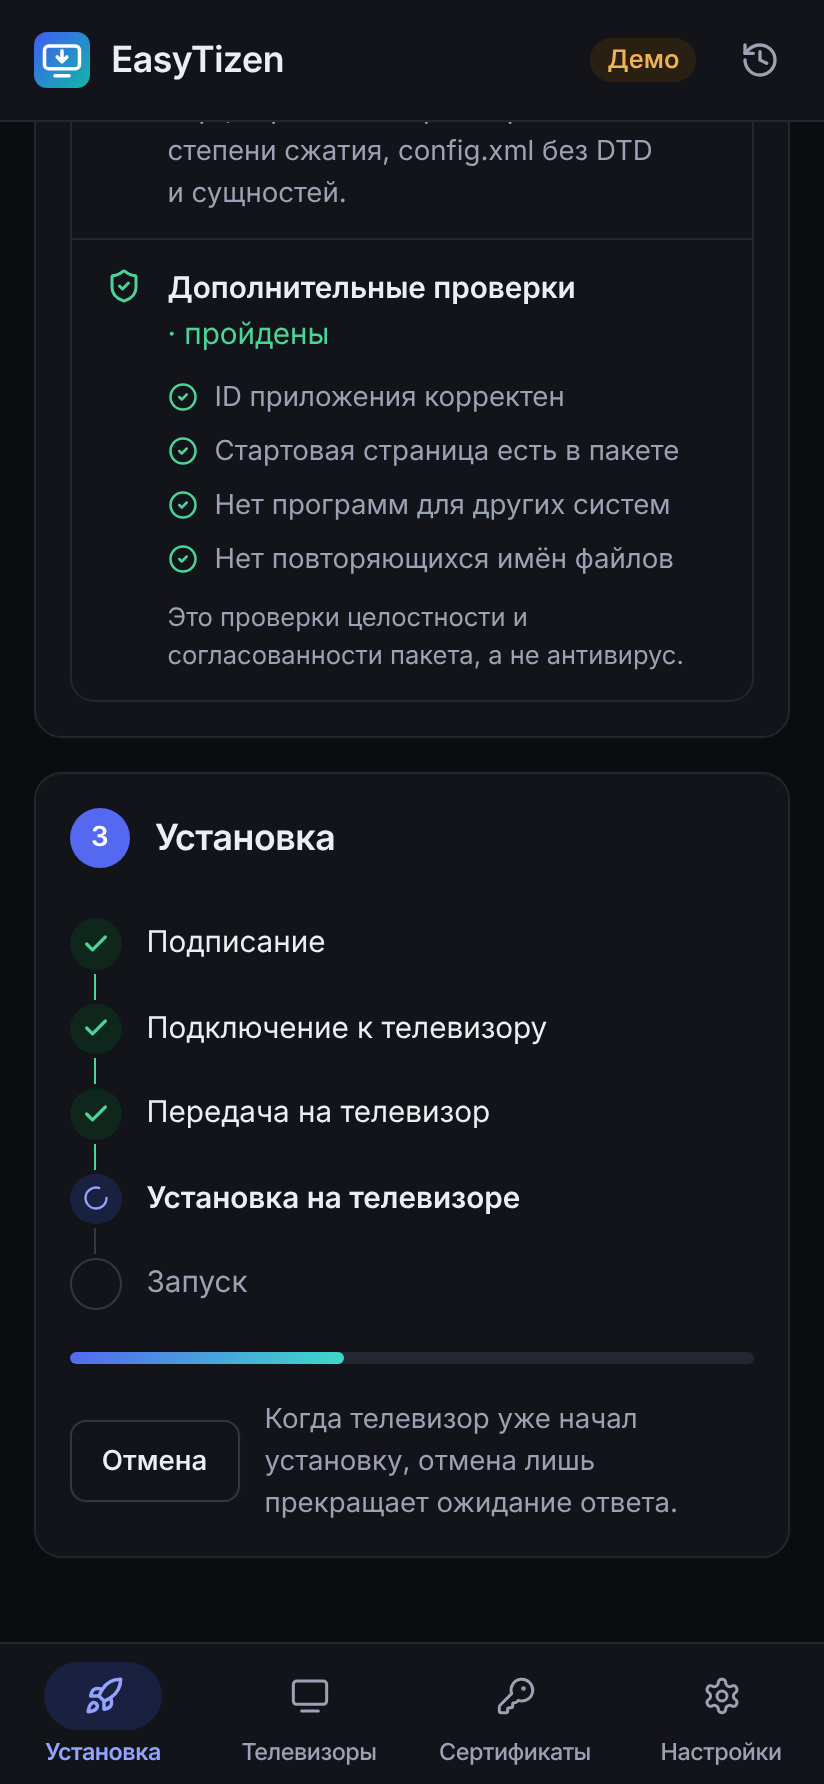 EasyTizen
Демо
степени сжатия, config.xml без DTD
и сущностей.
Дополнительные проверки
· пройдены
ID приложения корректен
Стартовая страница есть в пакете
Нет программ для других систем
Нет повторяющихся имён файлов
Это проверки целостности и
согласованности пакета, а не антивирус.
3
Установка
Подписание
Подключение к телевизору
Передача на телевизор
Установка на телевизоре
Запуск
Отмена
Когда телевизор уже начал
установку, отмена лишь
прекращает ожидание ответа.
Установка
Телевизоры
Сертификаты
Настройки